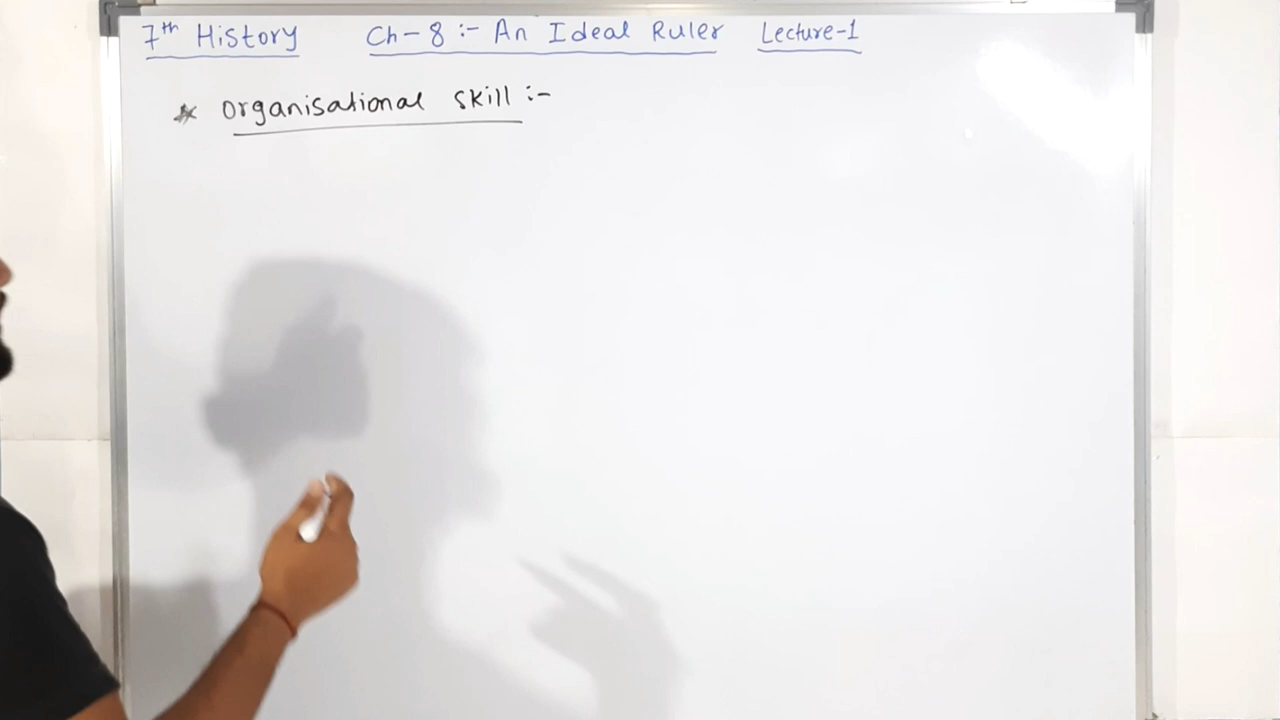 7th History Ch-8 :- An Ideal Ruler Lecture-1
* Organisational skill :-